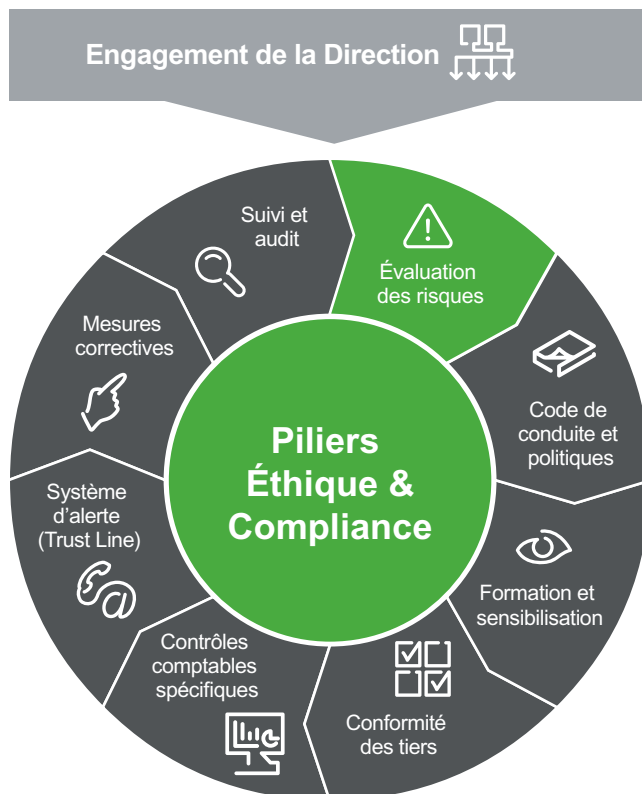 Engagement de la Direction
Suivi et
audit
Évaluation
des risques
Mesures
correctives
Code de
conduite et
politiques
Piliers
Éthique &
Compliance
Système
d'alerte
(Trust Line)
Formation et
sensibilisation
Contrôles
comptables
spécifiques
Conformité
des tiers